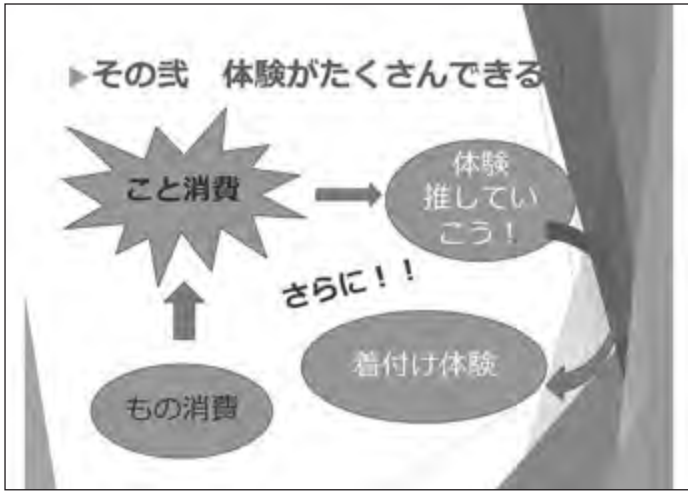 その弐　体験がたくさんできる！
こと消費
体験
推してい
こう！
さらに！！
もの消費
着付け体験